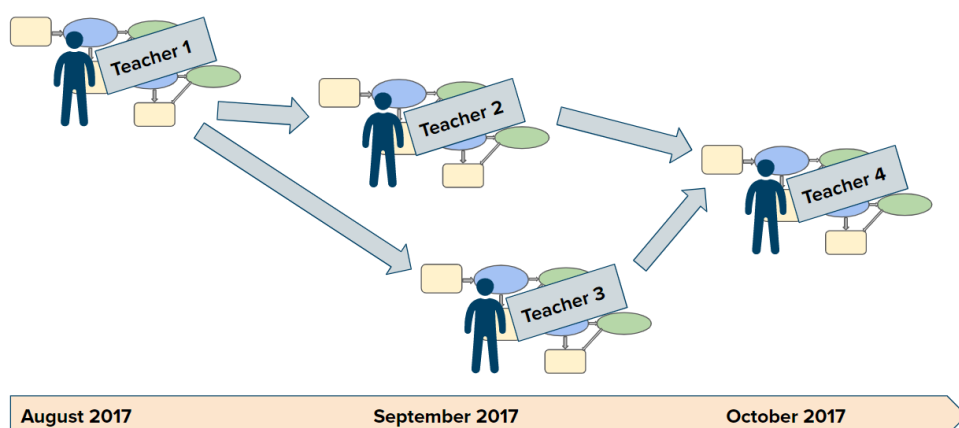 Teacher 1
Teacher 2
Teacher 4
Teacher 3
August 2017
September 2017
October 2017